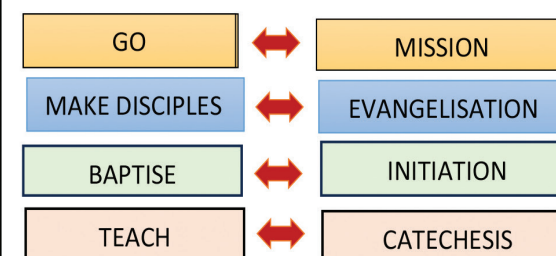 GO
MISSION
MAKE DISCIPLES
EVANGELISATION
BAPTISE
INITIATION
TEACH
CATECHESIS